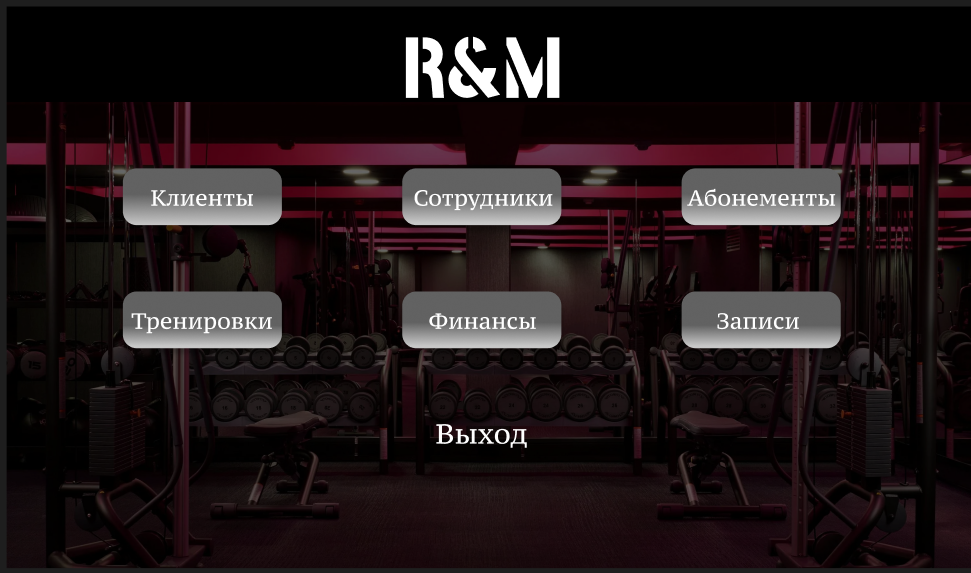 R&M
Клиенты
Сотрудники
Абонементы
Тренировки
Финансы
Записи
Выход